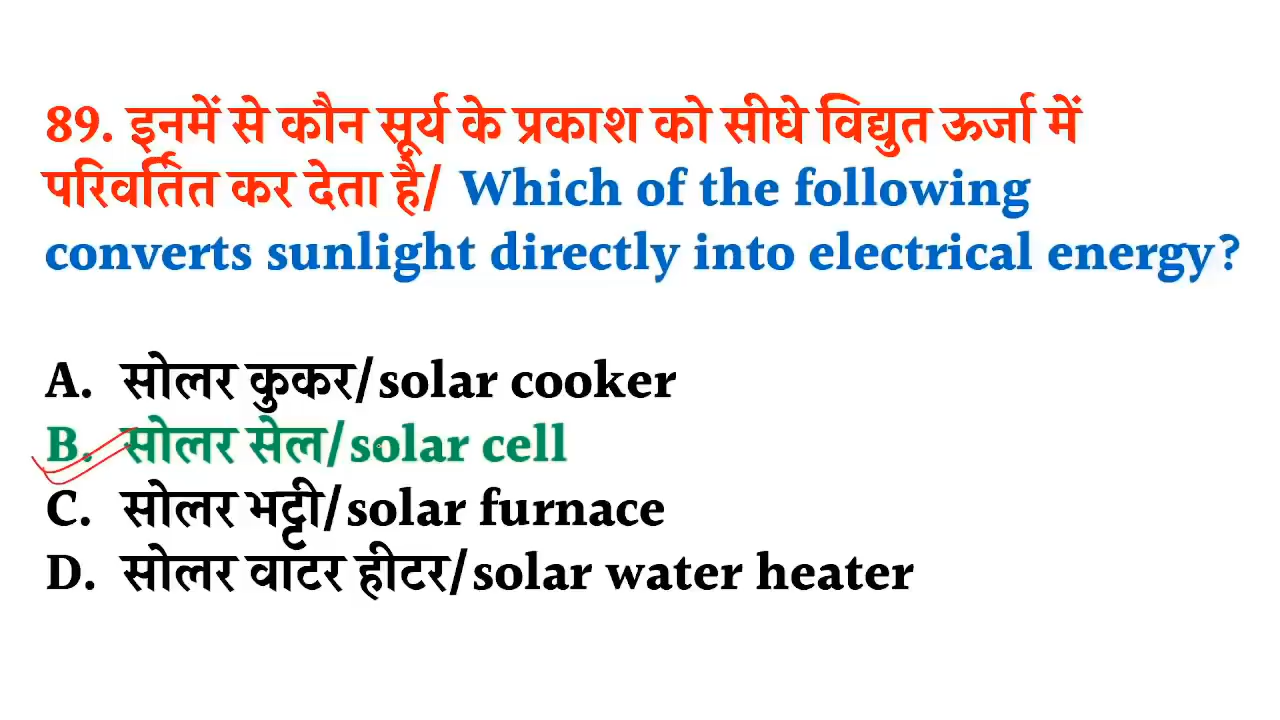 89. इनमें से कौन सूर्य के प्रकाश को सीधे विद्युत ऊर्जा में
परिवर्तित कर देता है/ Which of the following
converts sunlight directly into electrical energy?
A. सोलर कुकर/solar cooker
B. सोलर सेल/solar cell
C. सोलर भट्टी/solar furnace
D. सोलर वाटर हीटर/solar water heater